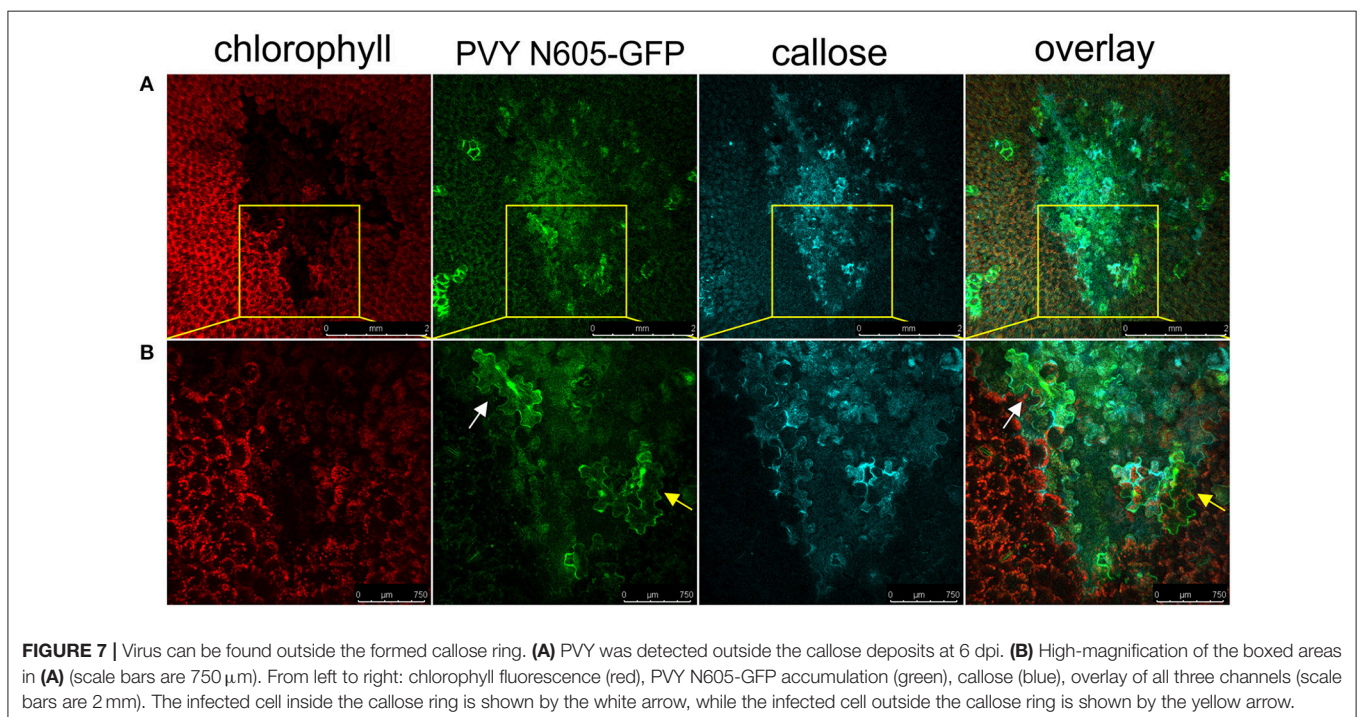 chlorophyll PVY N605-GFP callose overlay
A
0 mm 2 0 mm 2 0 mm 2 0 mm 2
B
0 µm 750 0 µm 750 0 µm 750 0 µm 750
FIGURE 7 | Virus can be found outside the formed callose ring. (A) PVY was detected outside the callose deposits at 6 dpi. (B) High-magnification of the boxed areas
in (A) (scale bars are 750 µm). From left to right: chlorophyll fluorescence (red), PVY N605-GFP accumulation (green), callose (blue), overlay of all three channels (scale
bars are 2 mm). The infected cell inside the callose ring is shown by the white arrow, while the infected cell outside the callose ring is shown by the yellow arrow.